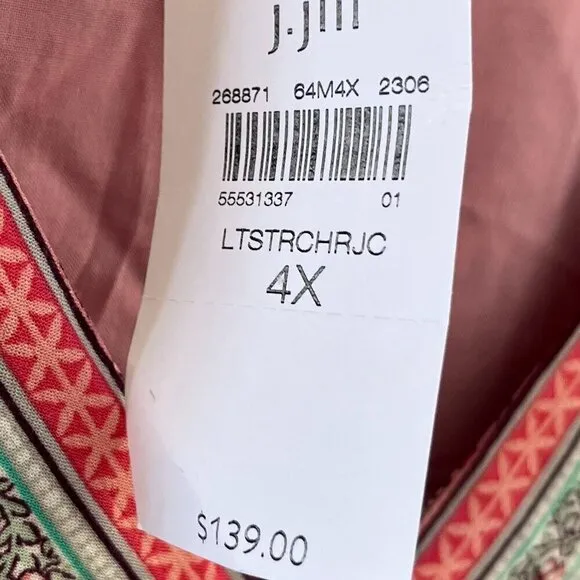 j.jill
268871 64M4X 2306
55531337 01
LTSTRCHRJC
4X
$139.00